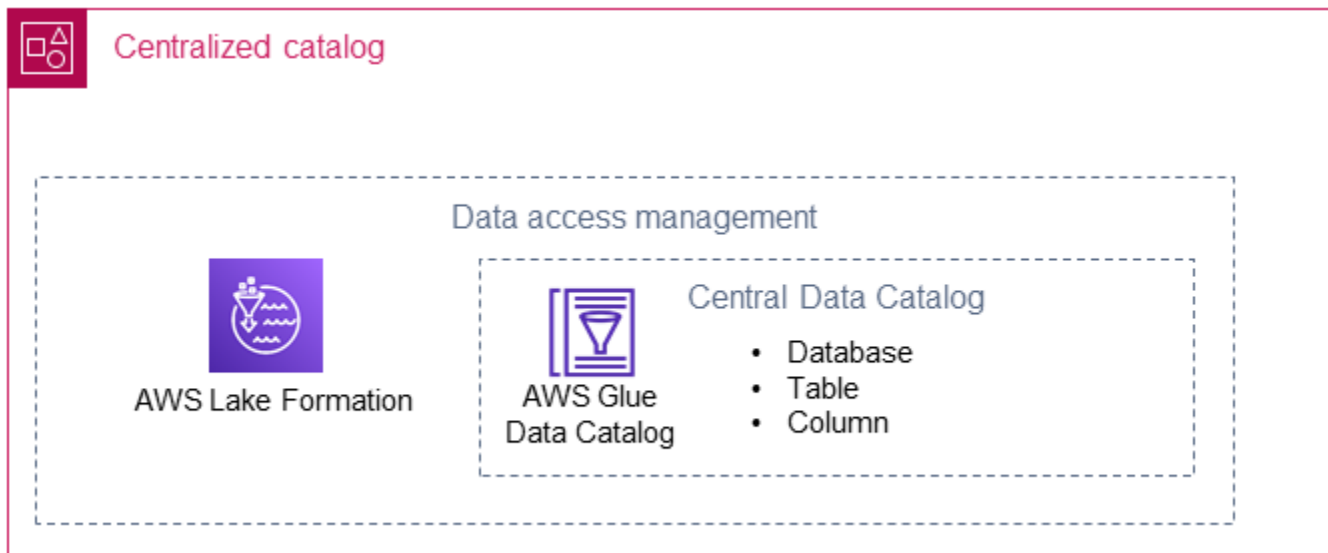 Centralized catalog
Data access management
Central Data Catalog
• Database
• Table
• Column
AWS Lake Formation
AWS Glue
Data Catalog